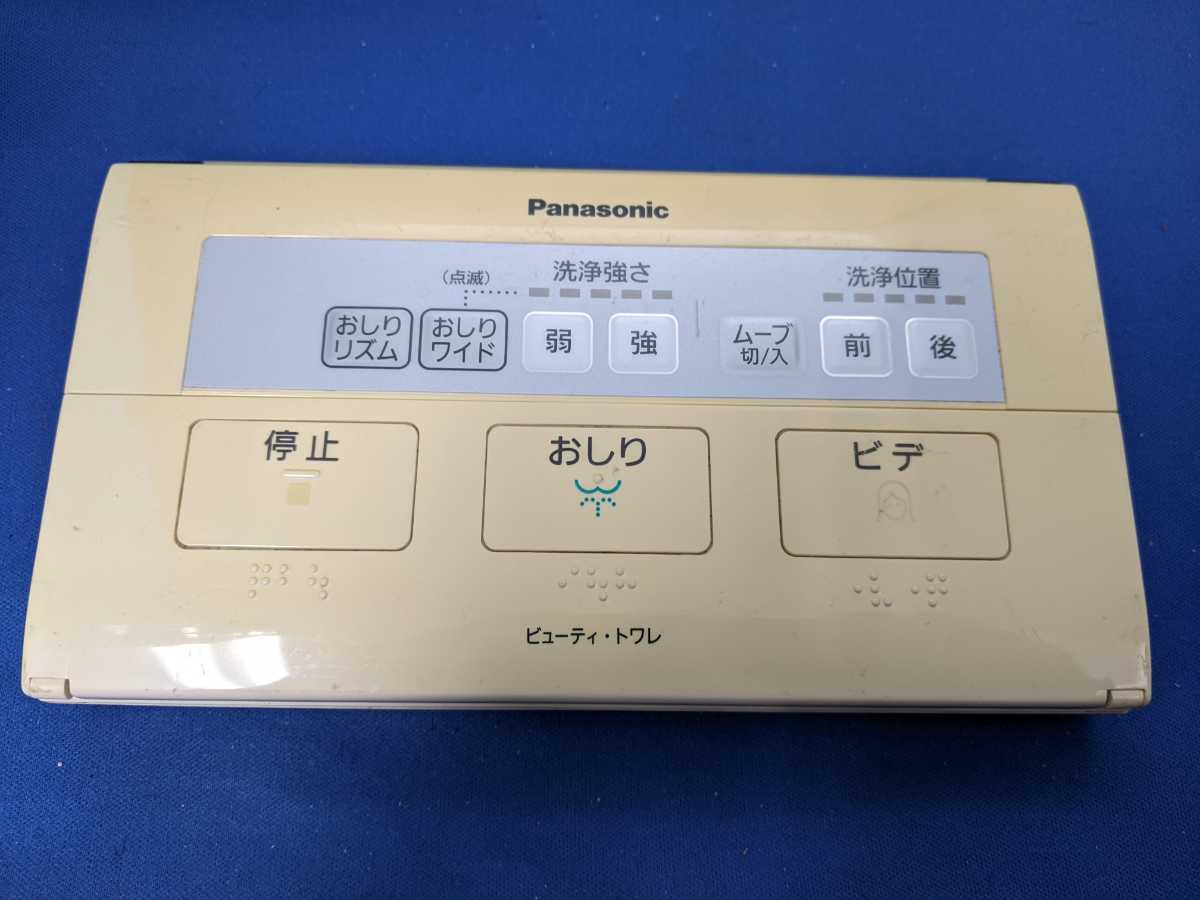 Panasonic
(点滅)
洗浄強さ
洗浄位置
おしり
リズム
おしり
ワイド
弱
強
ムーブ
切/入
前
後
停止
おしり
ビデ
ビューティ・トワレ